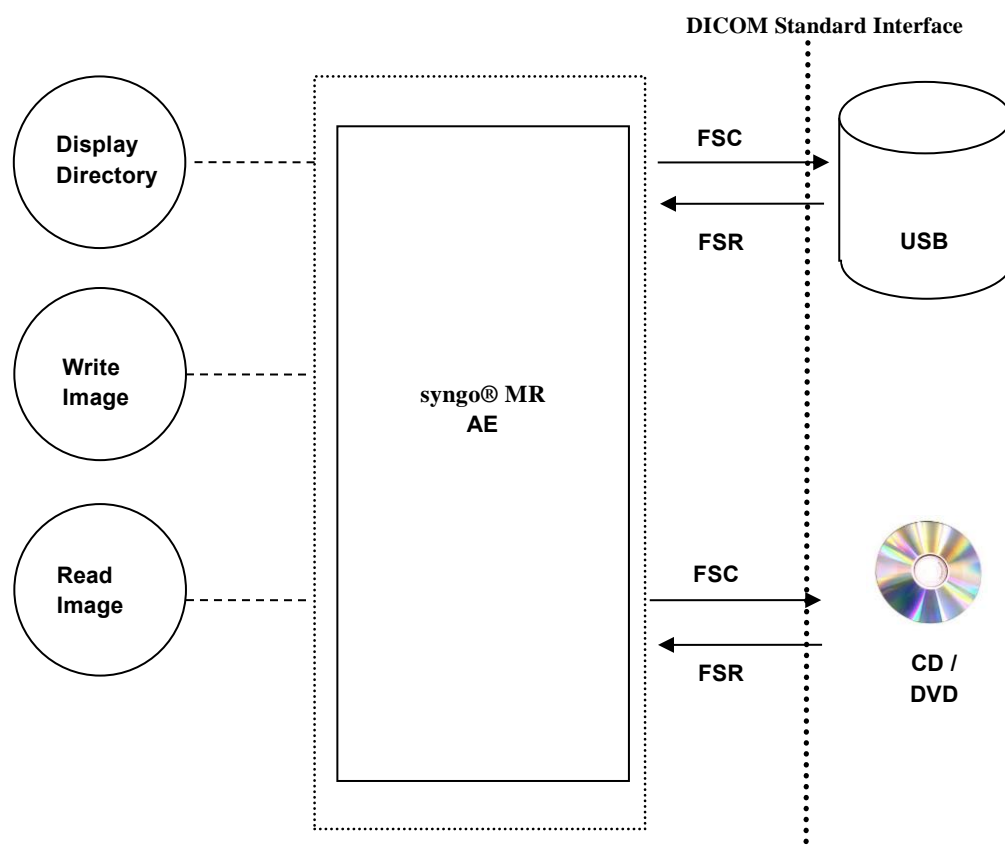 DICOM Standard Interface
Display
Directory
FSC
FSR
USB
Write
Image
syngo® MR
AE
Read
Image
FSC
FSR
CD /
DVD